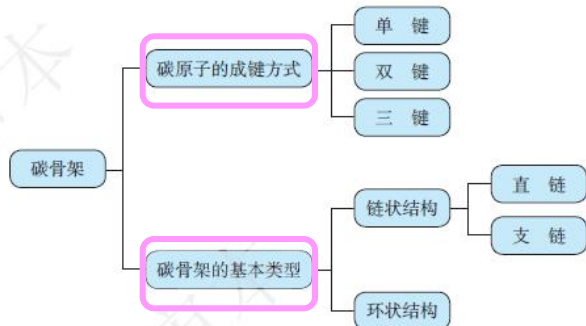 单 键
碳原子的成键方式
双 键
三 键
碳骨架
直 链
链状结构
支 链
碳骨架的基本类型
环状结构